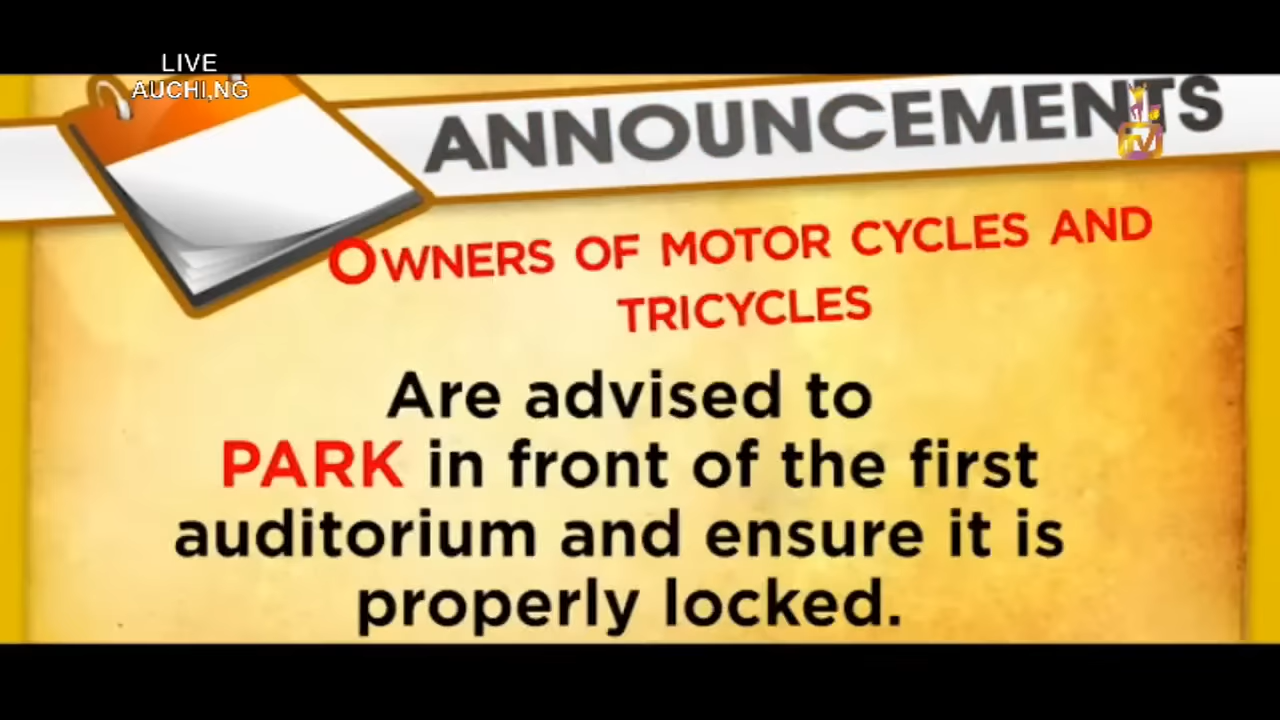 LIVE
AUCHI,NG
ANNOUNCEMENTS
TV
OWNERS OF MOTOR CYCLES AND
TRICYCLES
Are advised to
PARK in front of the first
auditorium and ensure it is
properly locked.